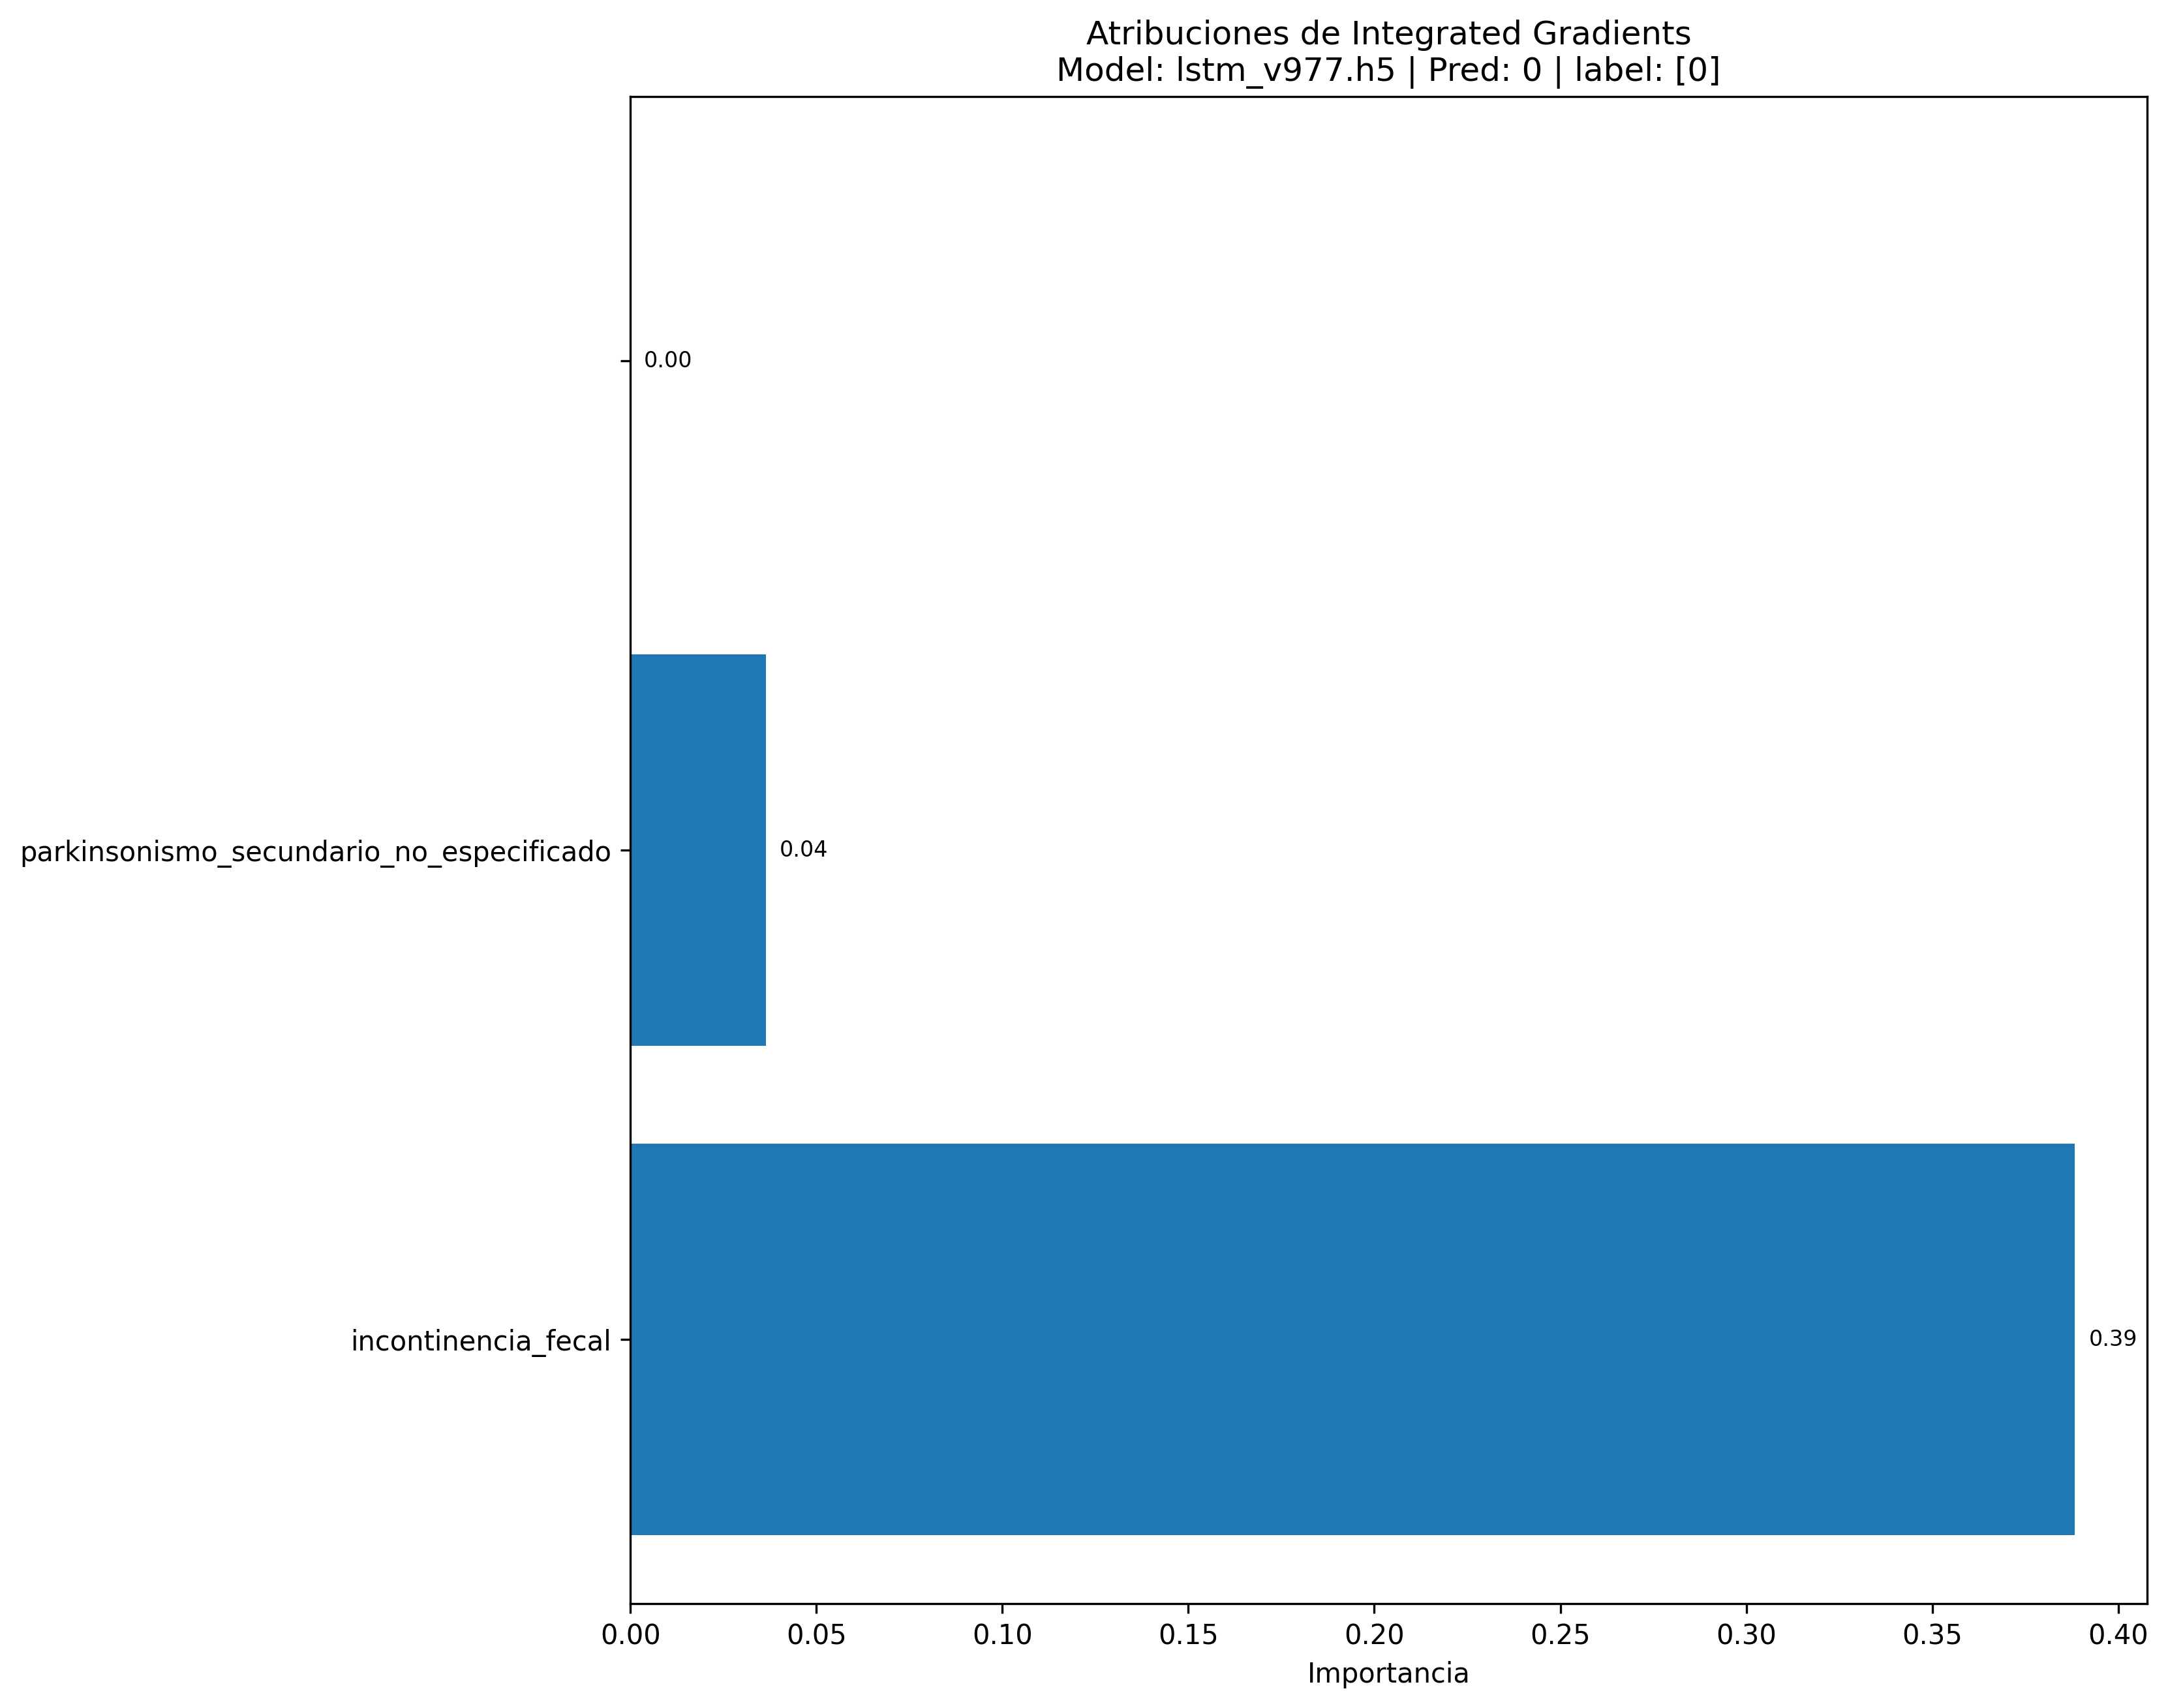 Atribuciones de Integrated Gradients
Model: lstm_v977.h5 | Pred: 0 | label: [0]
0.00
parkinsonismo_secundario_no_especificado
0.04
incontinencia_fecal
0.39
0.00 0.05 0.10 0.15 0.20 0.25 0.30 0.35 0.40
Importancia